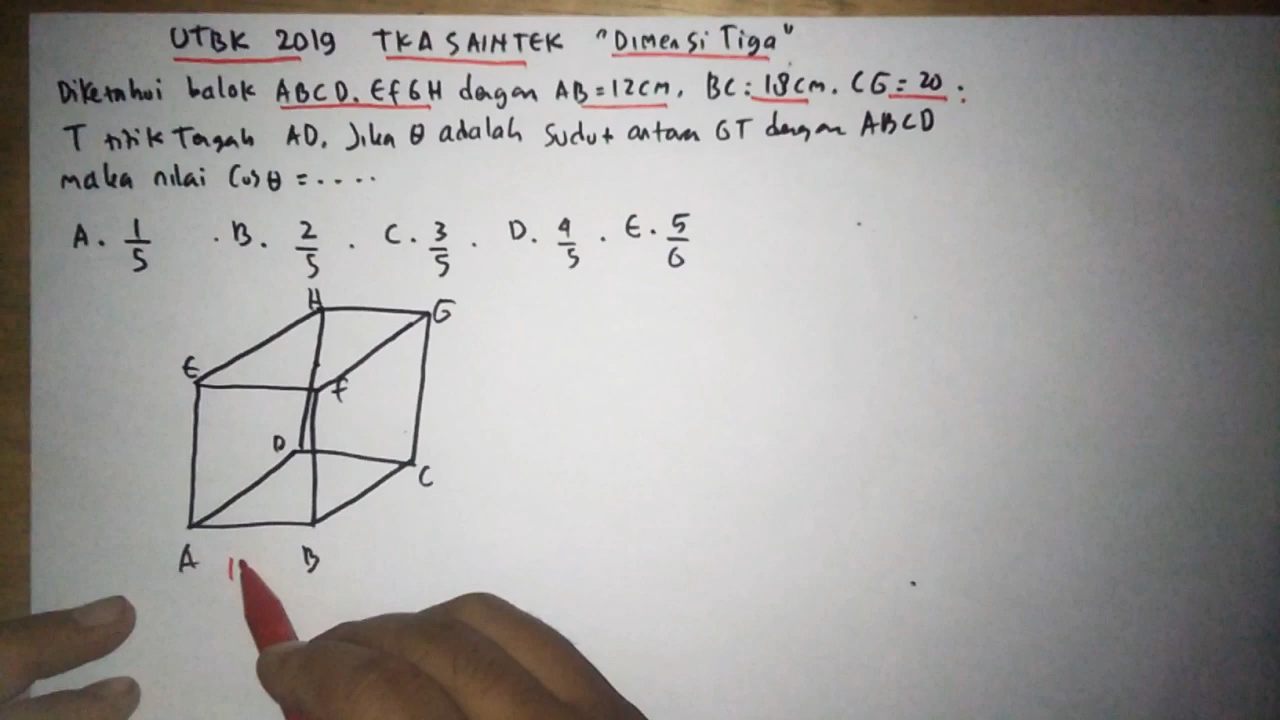 UTBK 2019 TKA SAINTEK "Dimensi Tiga"
Diketahui balok ABCD.EFGH dengan AB = 12 cm, BC : 18 cm. CG = 20.
T titik Tengah AD, Jika θ adalah Sudut antara GT dengan ABCD
maka nilai Cos θ = ....
A. 1/5 . B. 2/5 . C. 3/5 . D. 4/5 . E. 5/6
H
G
E
F
D
C
A B
1